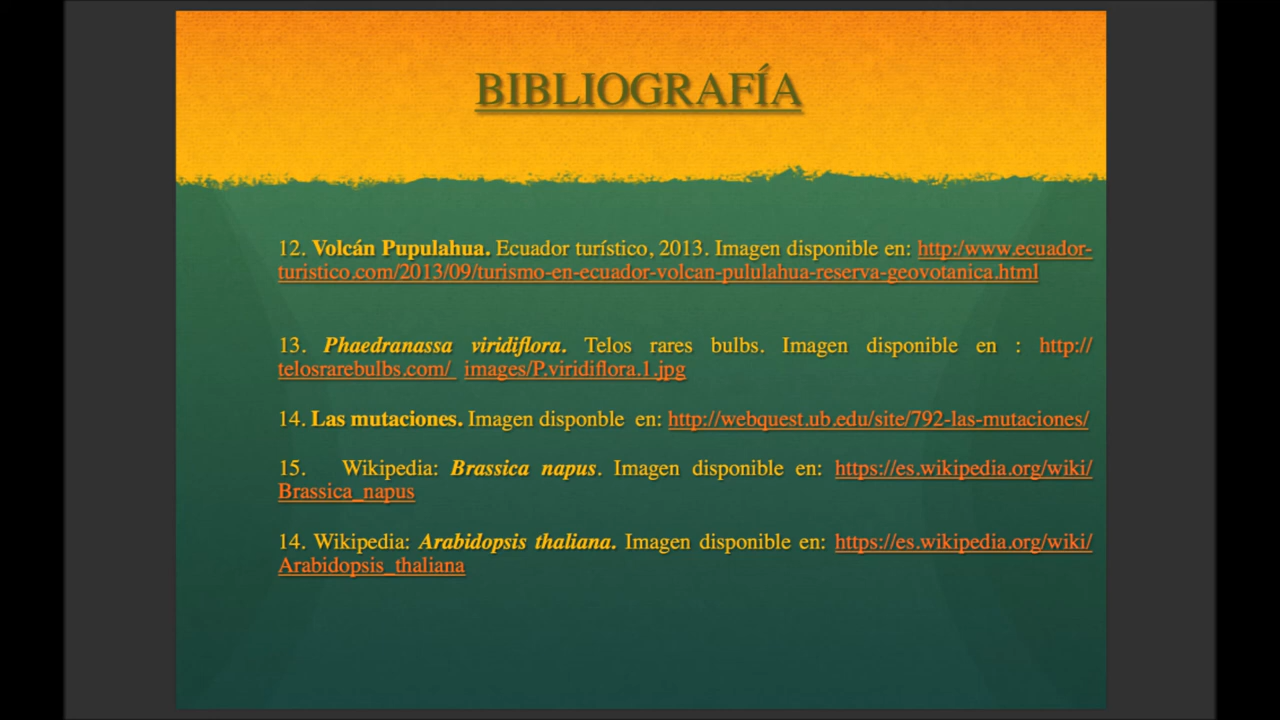 BIBLIOGRAFÍA
12. Volcán Pupulahua. Ecuador turístico, 2013. Imagen disponible en: http:/www.ecuador-
turistico.com/2013/09/turismo-en-ecuador-volcan-pululahua-reserva-geovotanica.html
13. Phaedranassa viridiflora. Telos rares bulbs. Imagen disponible en : http://
telosrarebulbs.com/_ images/P.viridiflora.1.jpg
14. Las mutaciones. Imagen disponble en: http://webquest.ub.edu/site/792-las-mutaciones/
15. Wikipedia: Brassica napus. Imagen disponible en: https://es.wikipedia.org/wiki/
Brassica_napus
14. Wikipedia: Arabidopsis thaliana. Imagen disponible en: https://es.wikipedia.org/wiki/
Arabidopsis_thaliana